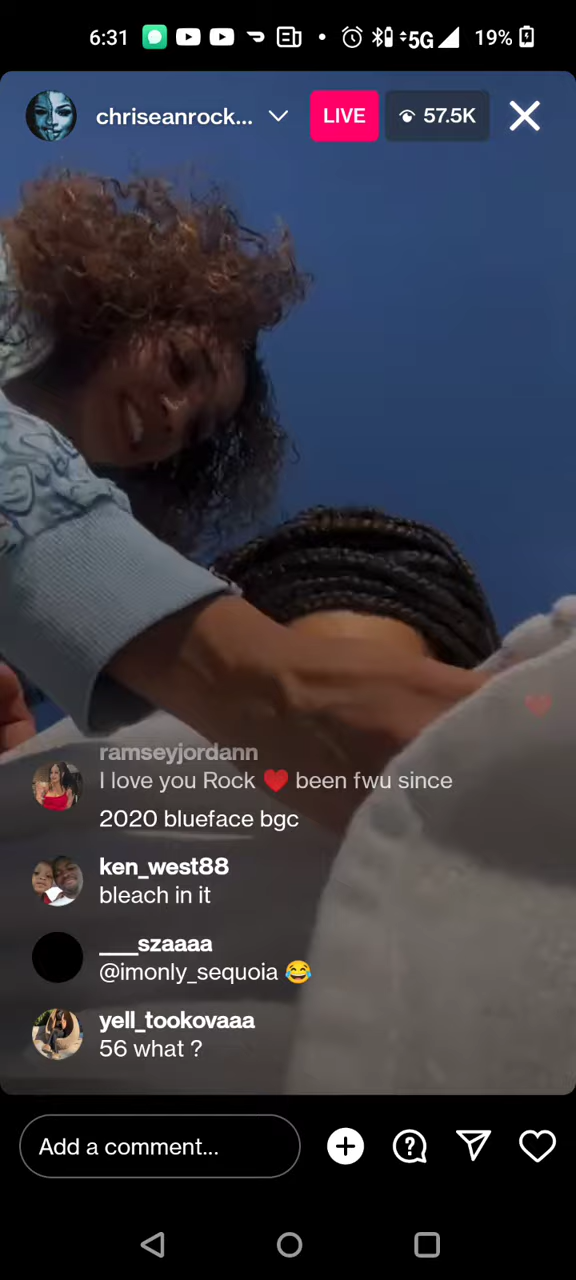 6:31 5G 19%
chriseanrock... LIVE 57.5K
ramseyjordann
I love you Rock ❤️ been fwu since
2020 blueface bgc
ken_west88
bleach in it
___szaaaa
@imonly_sequoia 😂
yell_tookovaaa
56 what ?
Add a comment...